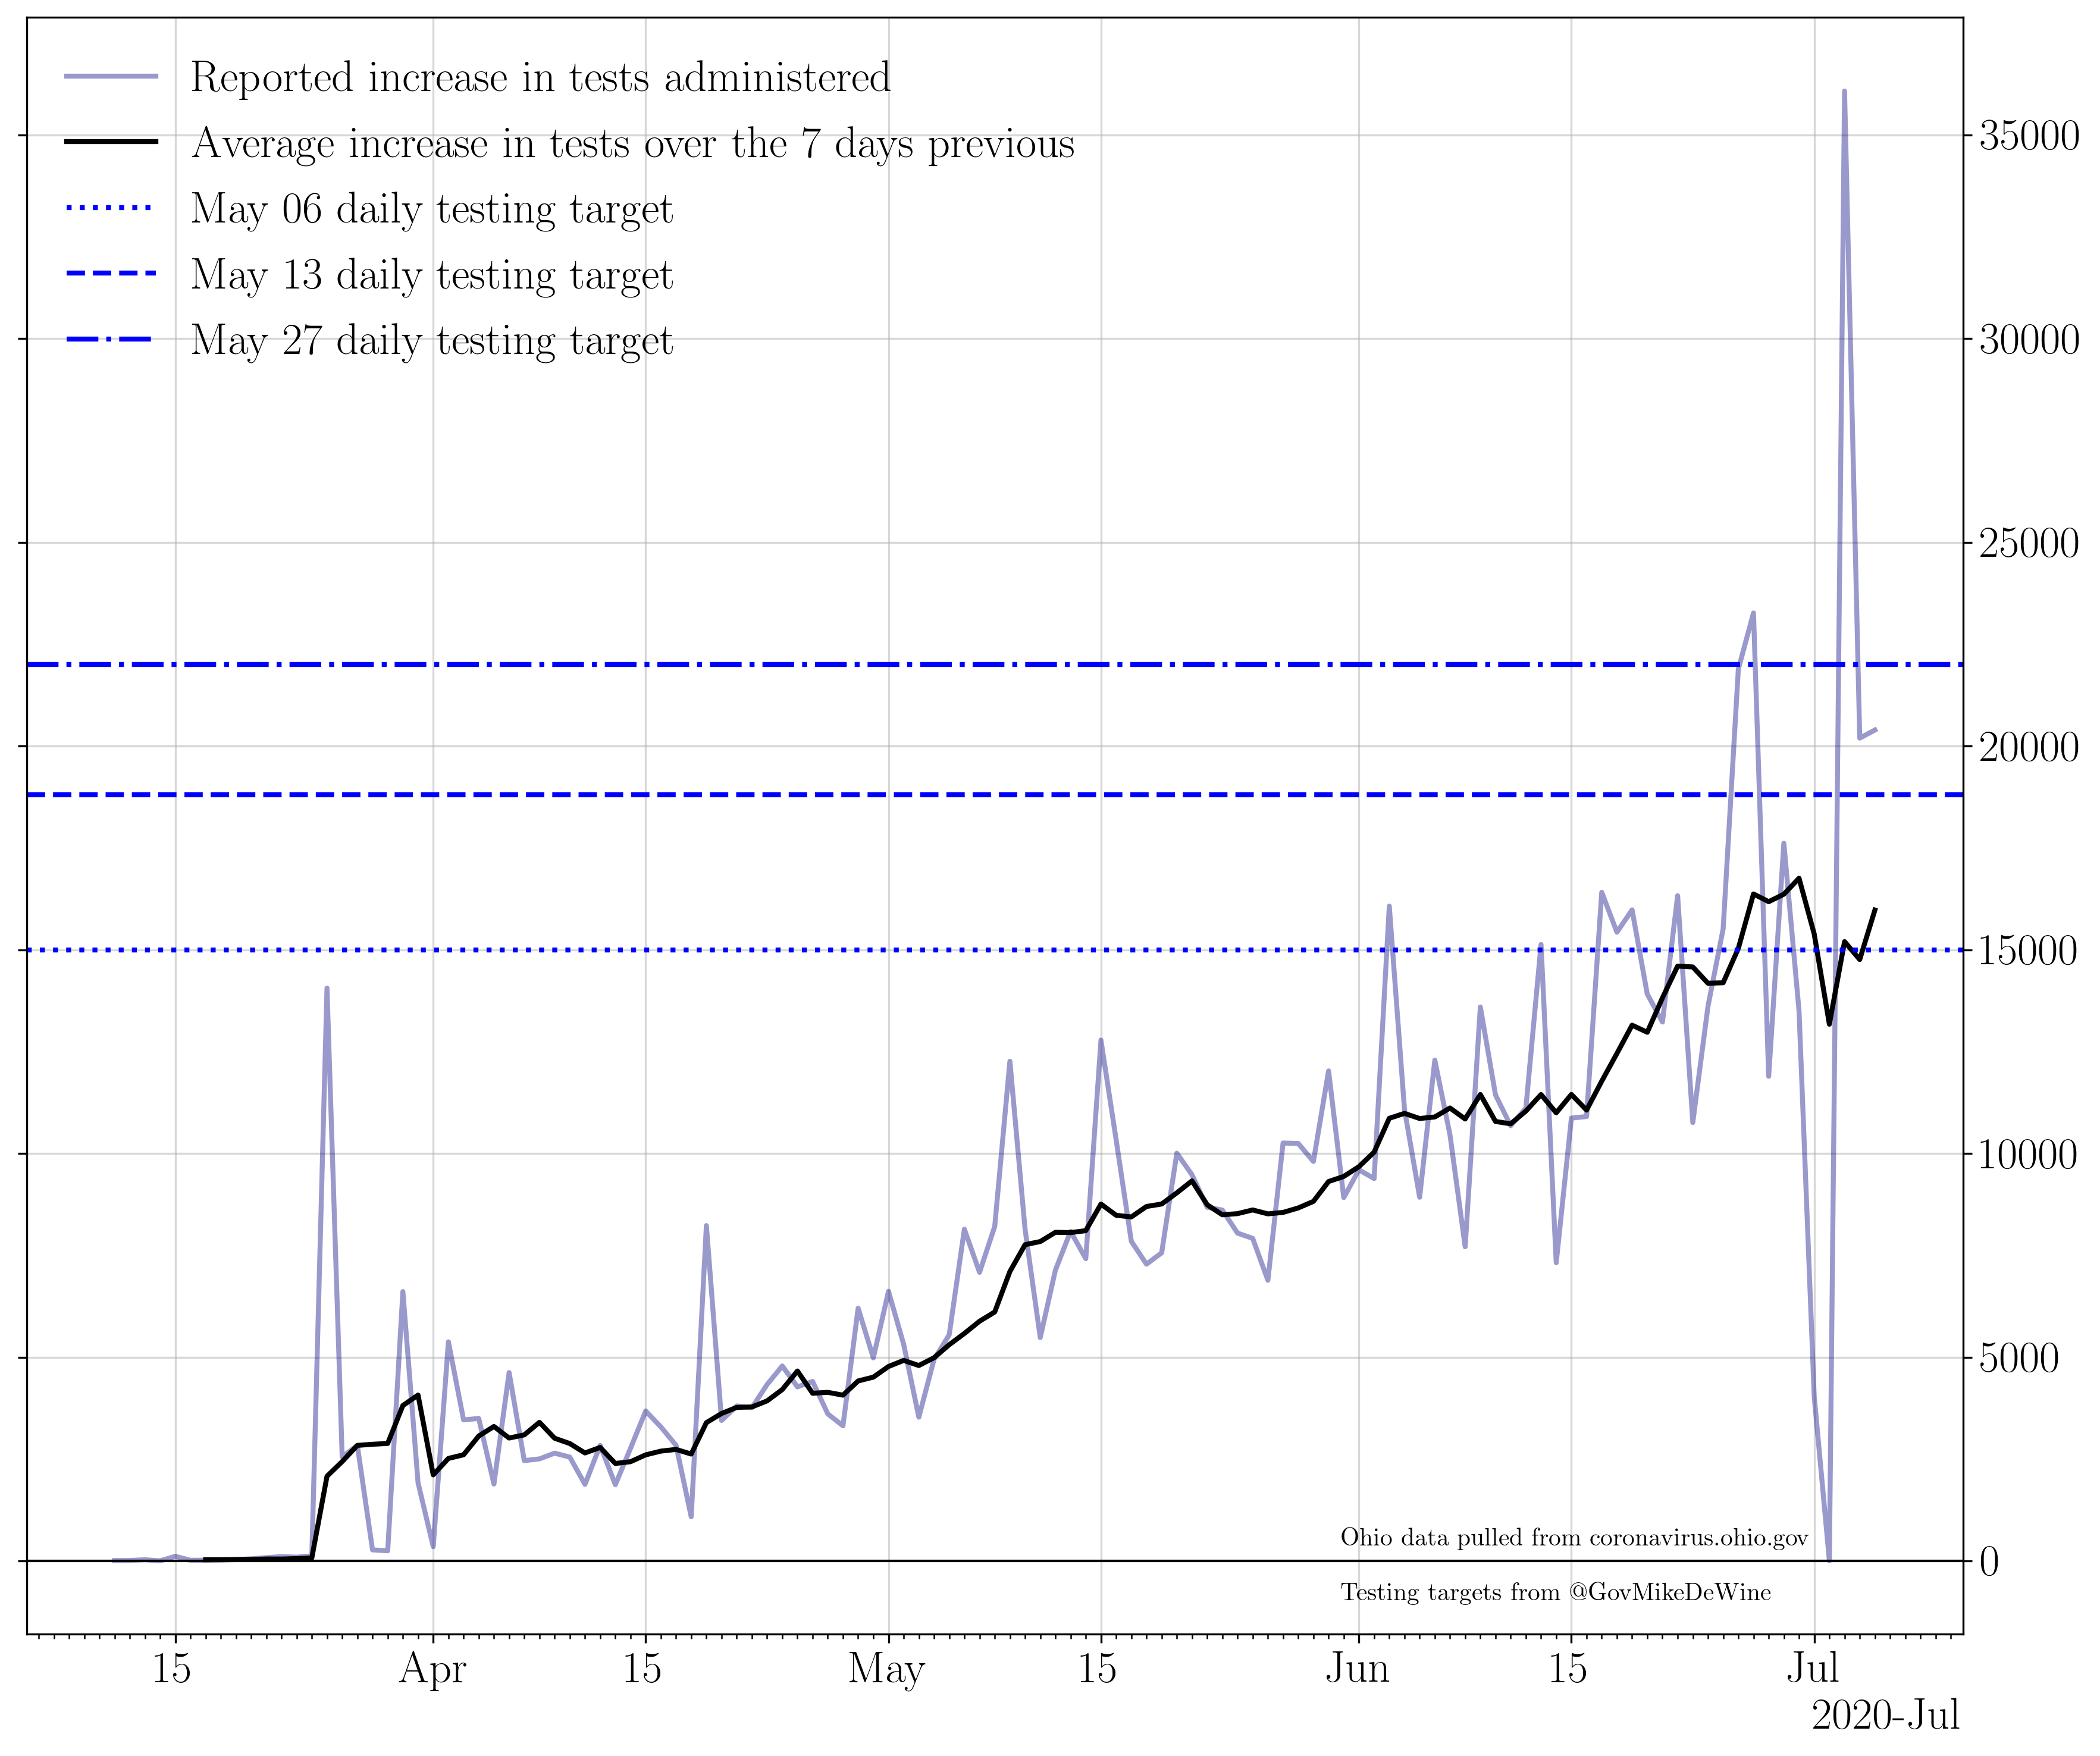 Reported increase in tests administered
Average increase in tests over the 7 days previous
May 06 daily testing target
May 13 daily testing target
May 27 daily testing target
35000
30000
25000
20000
15000
10000
5000
0
Ohio data pulled from coronavirus.ohio.gov
Testing targets from @GovMikeDeWine
15 Apr 15 May 15 Jun 15 Jul
2020-Jul